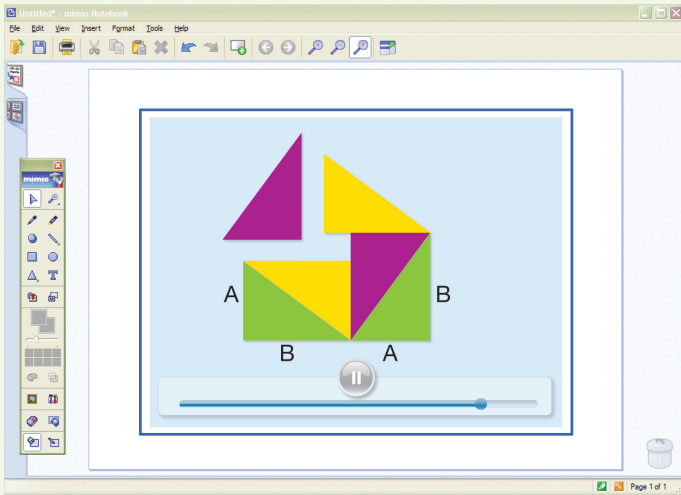 Untitled* - mimio Notebook
File Edit View Insert Format Tools Help
mimio
A
B
B
A
Page 1 of 1